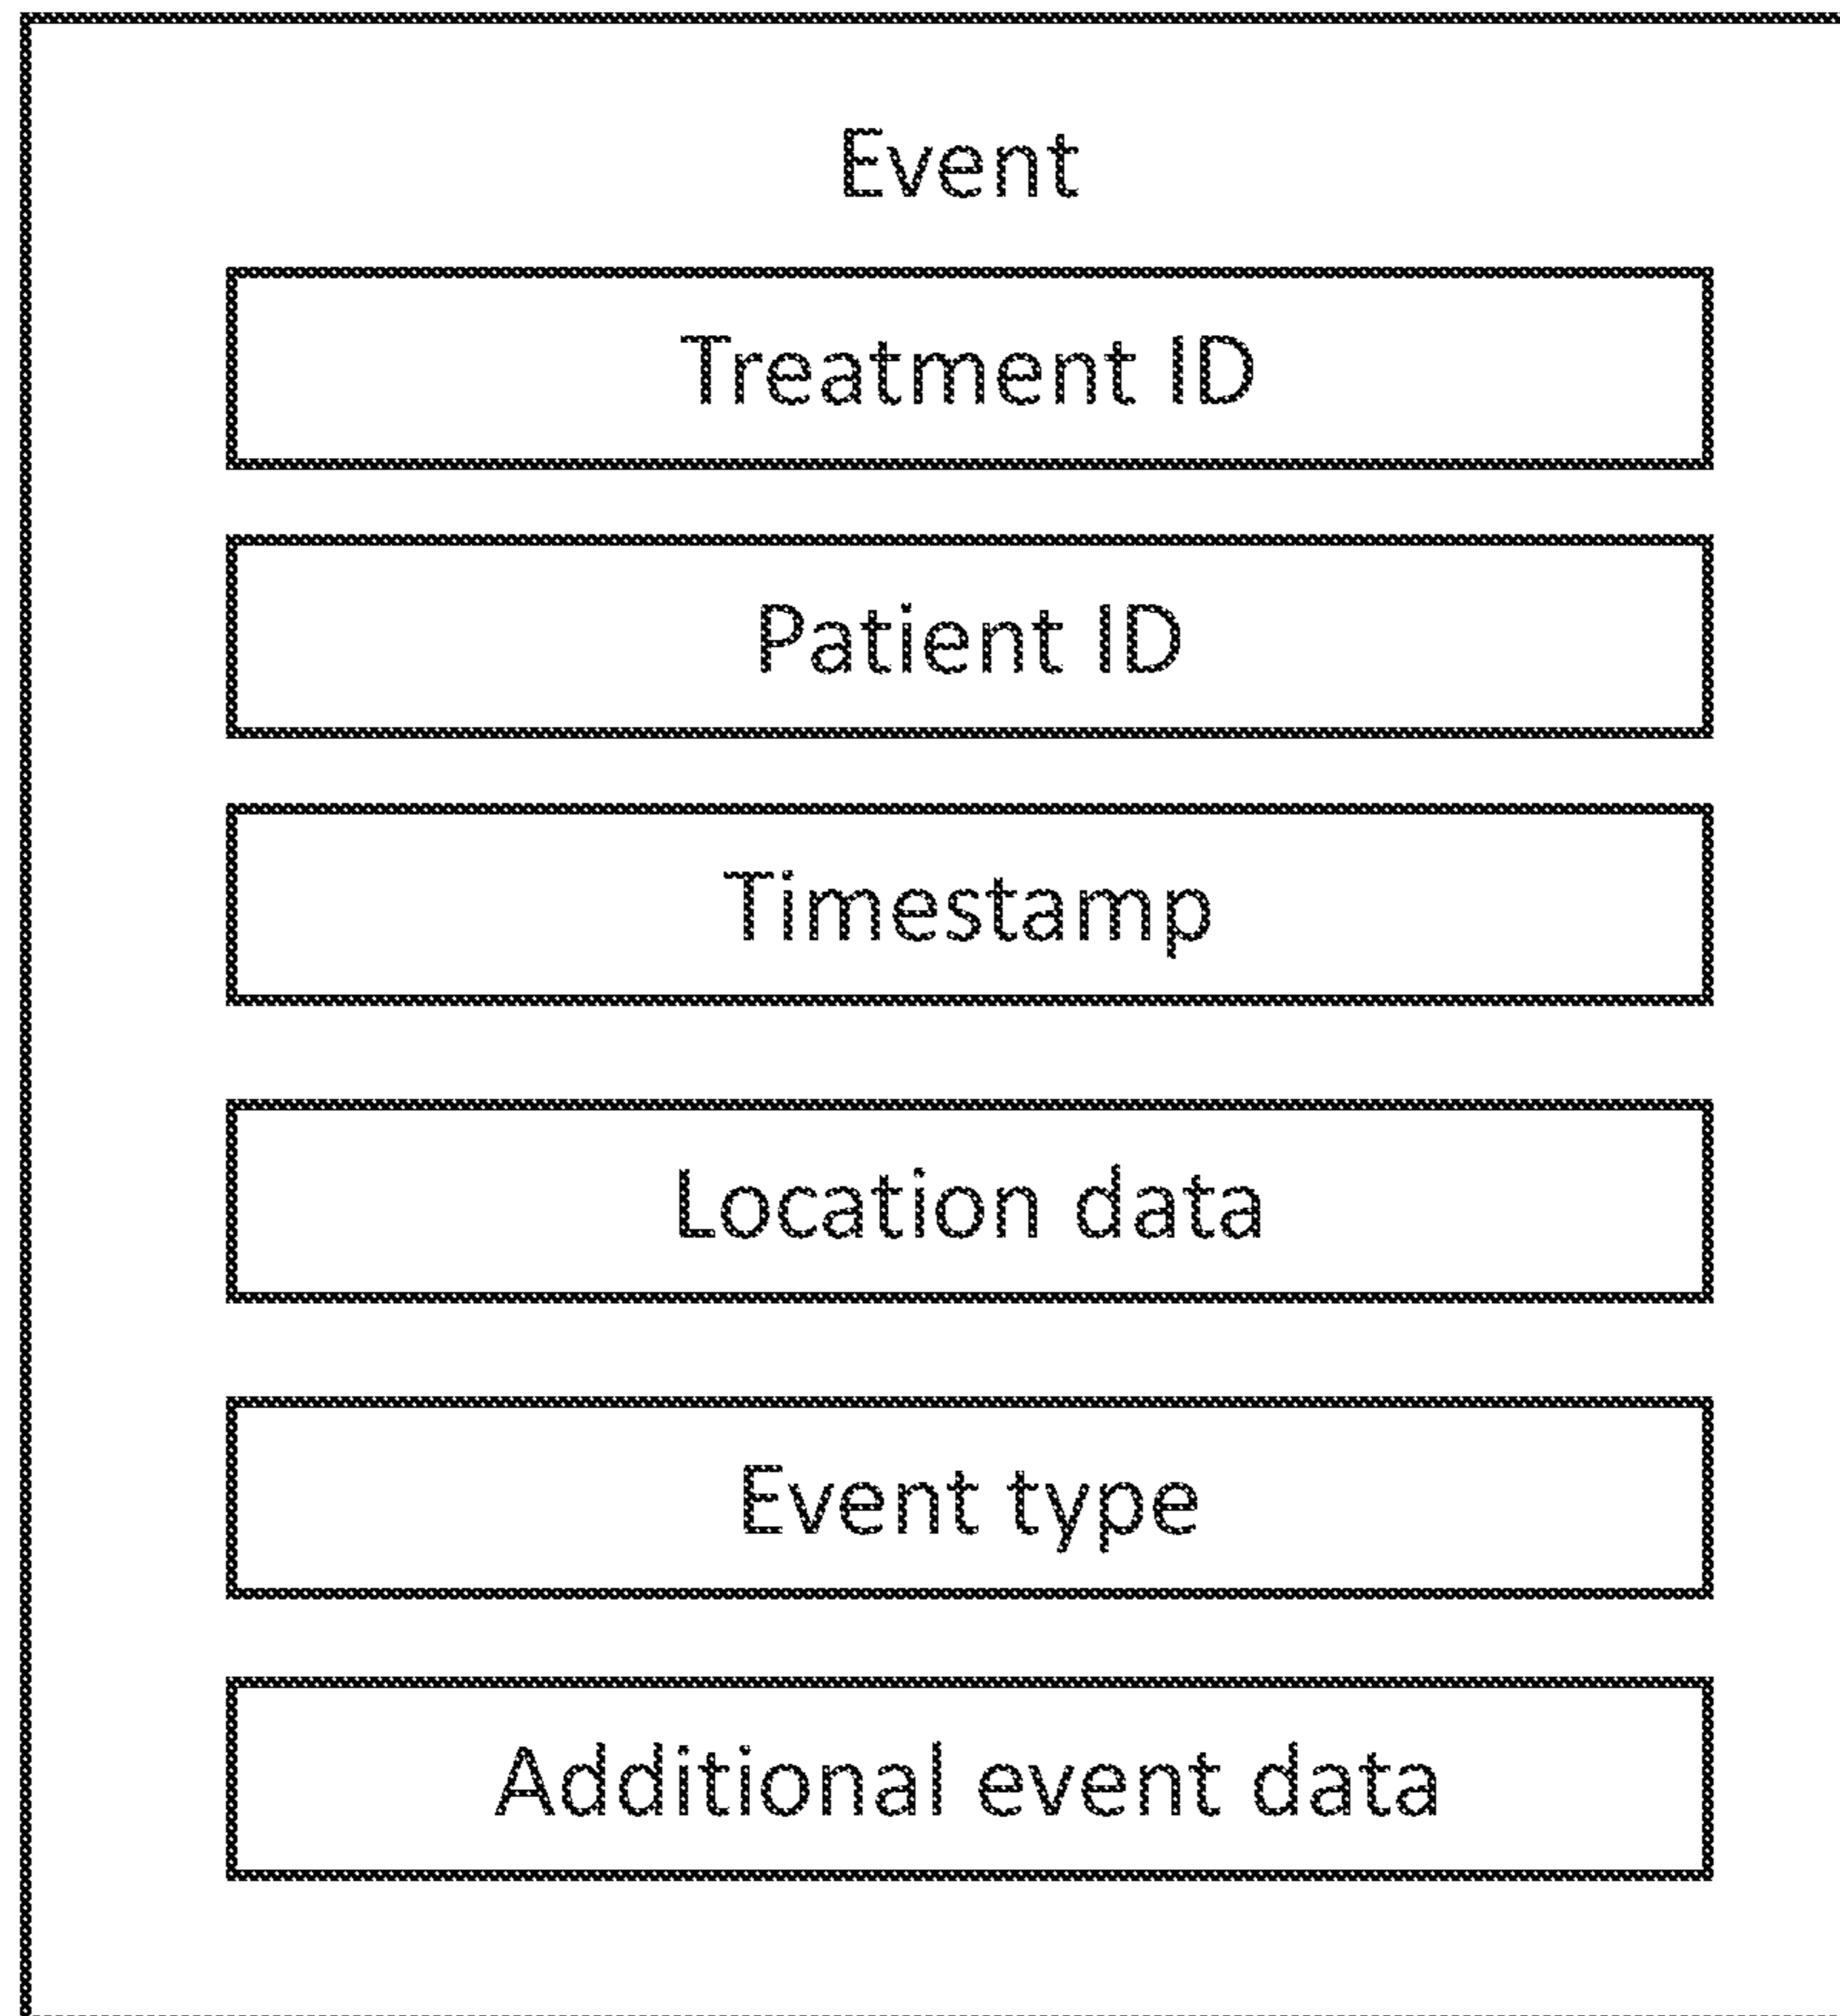 Event
Treatment ID
Patient ID
Timestamp
Location data
Event type
Additional event data